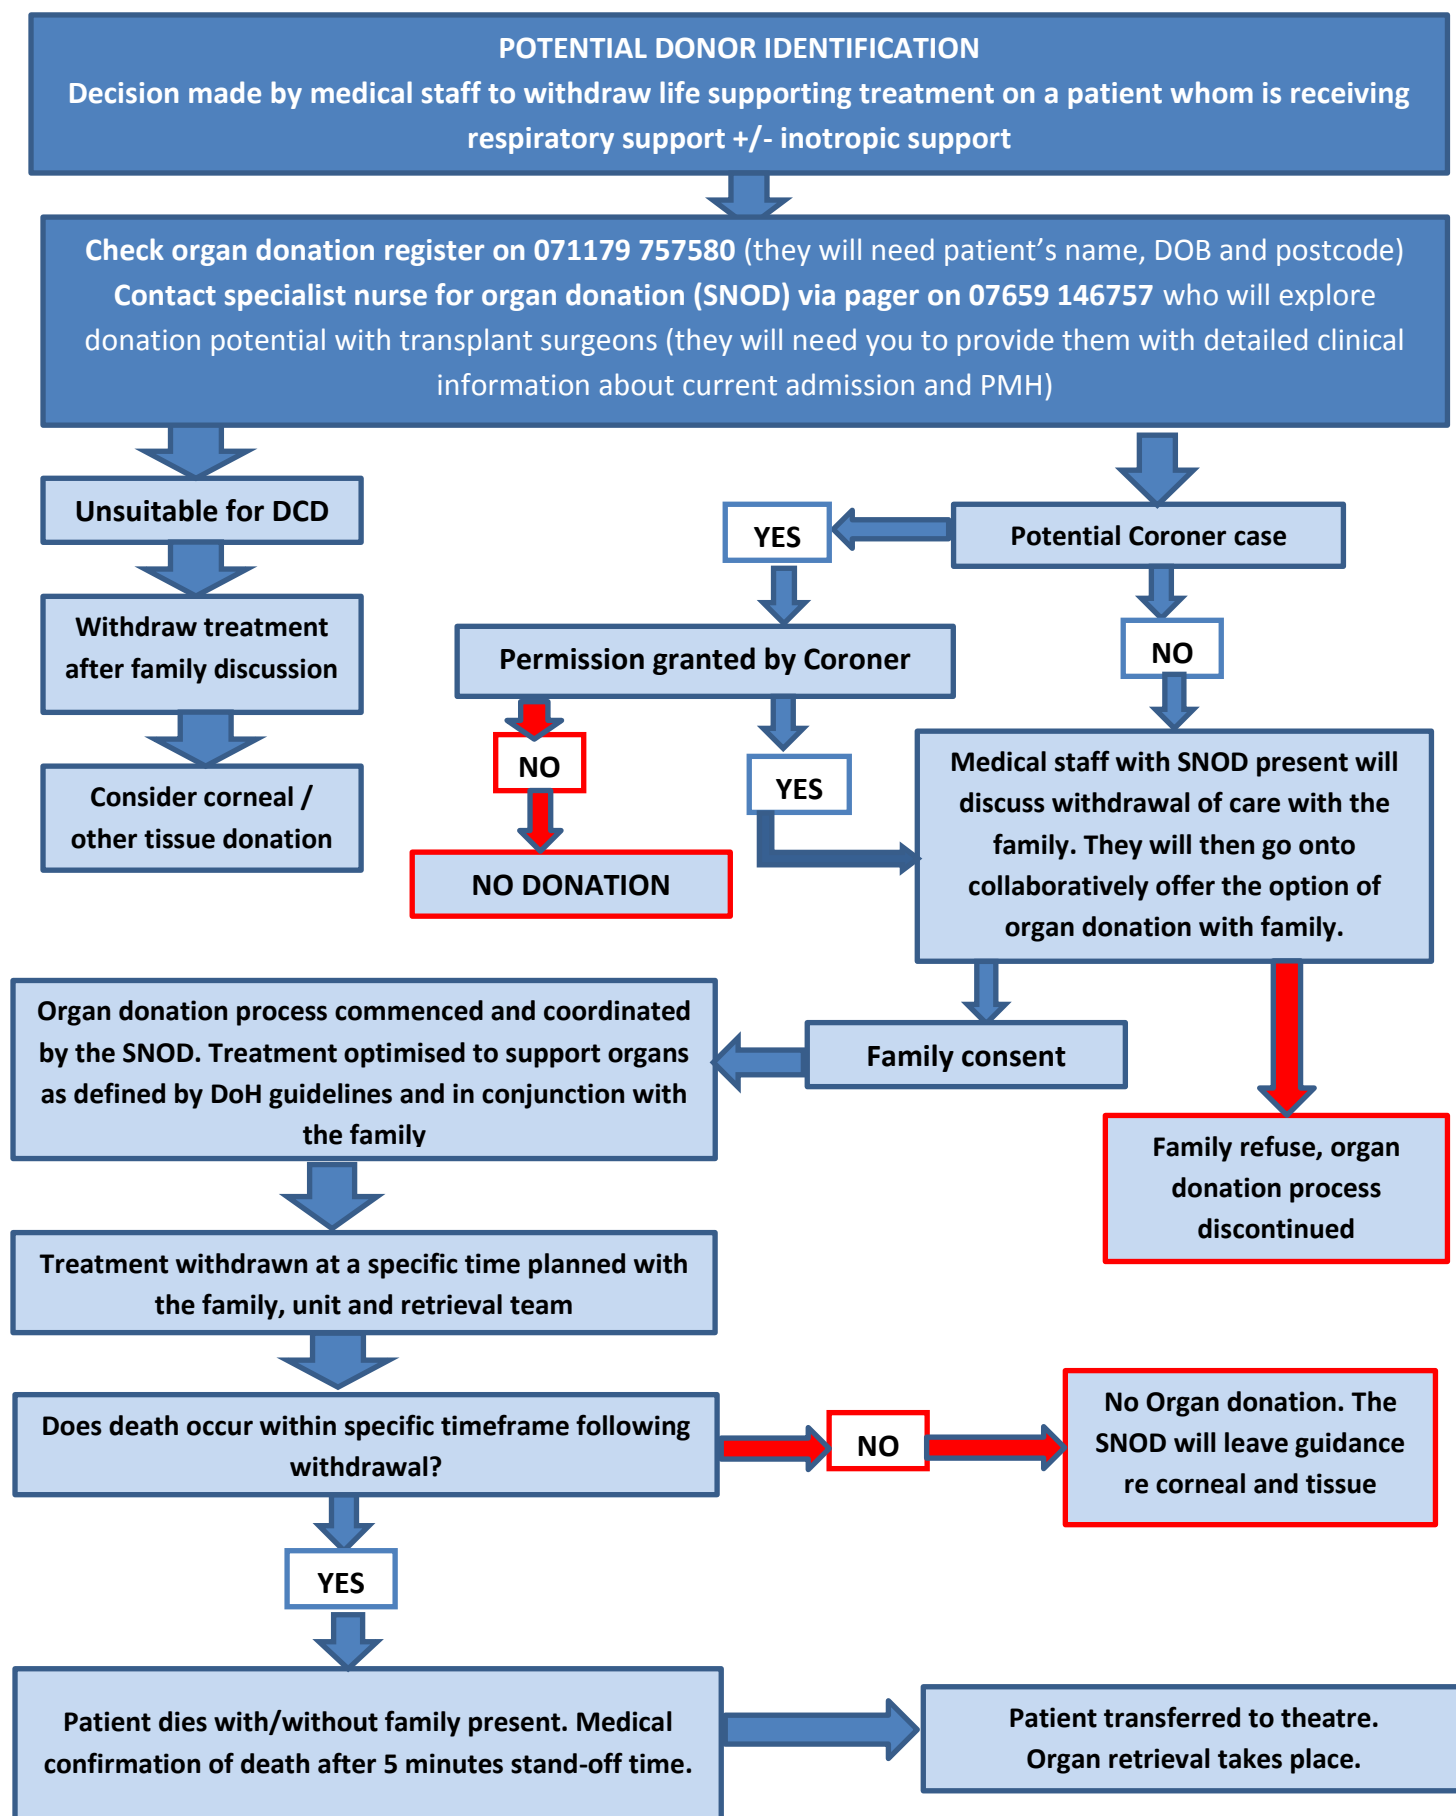 POTENTIAL DONOR IDENTIFICATION
Decision made by medical staff to withdraw life supporting treatment on a patient whom is receiving
respiratory support +/- inotropic support
Check organ donation register on 071179 757580 (they will need patient’s name, DOB and postcode)
Contact specialist nurse for organ donation (SNOD) via pager on 07659 146757 who will explore
donation potential with transplant surgeons (they will need you to provide them with detailed clinical
information about current admission and PMH)
Unsuitable for DCD
Withdraw treatment
after family discussion
Consider corneal /
other tissue donation
Potential Coroner case
YES
NO
Permission granted by Coroner
NO
YES
NO DONATION
Medical staff with SNOD present will
discuss withdrawal of care with the
family. They will then go onto
collaboratively offer the option of
organ donation with family.
Family consent
Family refuse, organ
donation process
discontinued
Organ donation process commenced and coordinated
by the SNOD. Treatment optimised to support organs
as defined by DoH guidelines and in conjunction with
the family
Treatment withdrawn at a specific time planned with
the family, unit and retrieval team
Does death occur within specific timeframe following
withdrawal?
NO
No Organ donation. The
SNOD will leave guidance
re corneal and tissue
YES
Patient dies with/without family present. Medical
confirmation of death after 5 minutes stand-off time.
Patient transferred to theatre.
Organ retrieval takes place.